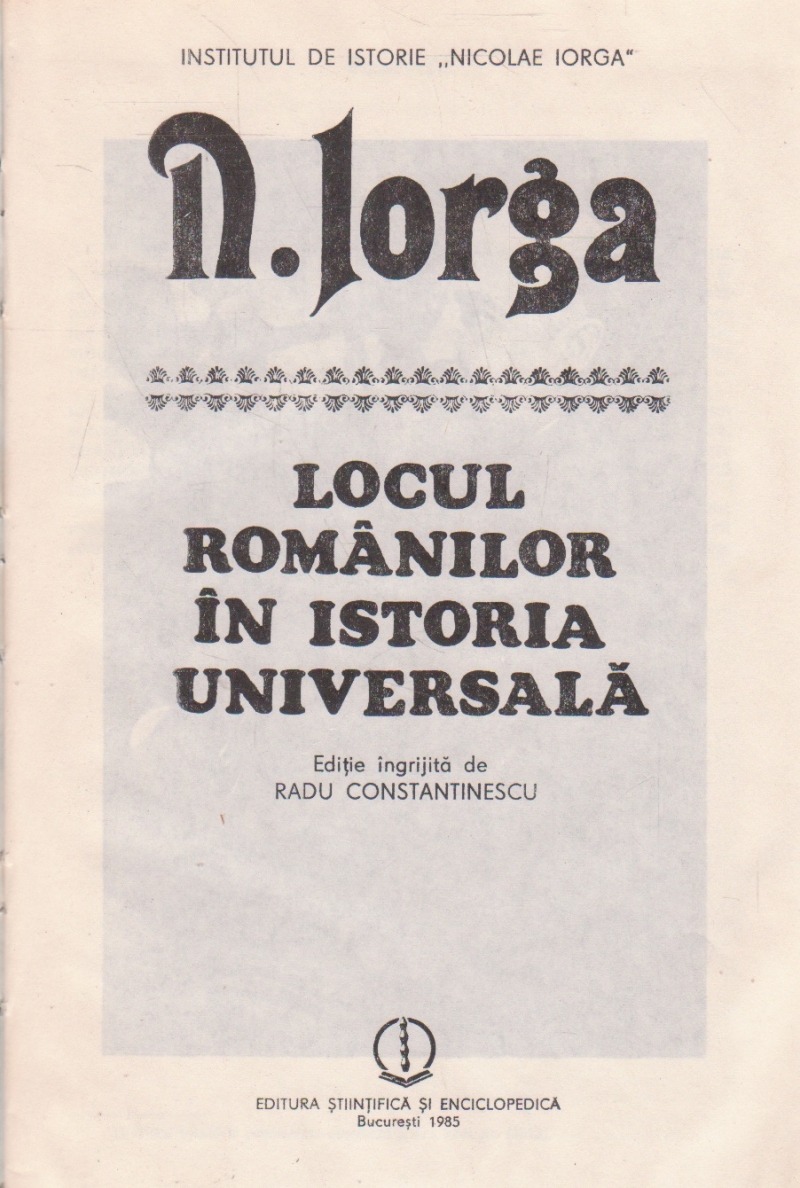 INSTITUTUL DE ISTORIE „NICOLAE IORGA“
N. Iorga
LOCUL
ROMÂNILOR
ÎN ISTORIA
UNIVERSALĂ
Ediție îngrijită de
RADU CONSTANTINESCU
EDITURA ȘTIINȚIFICĂ ȘI ENCICLOPEDICĂ
București 1985